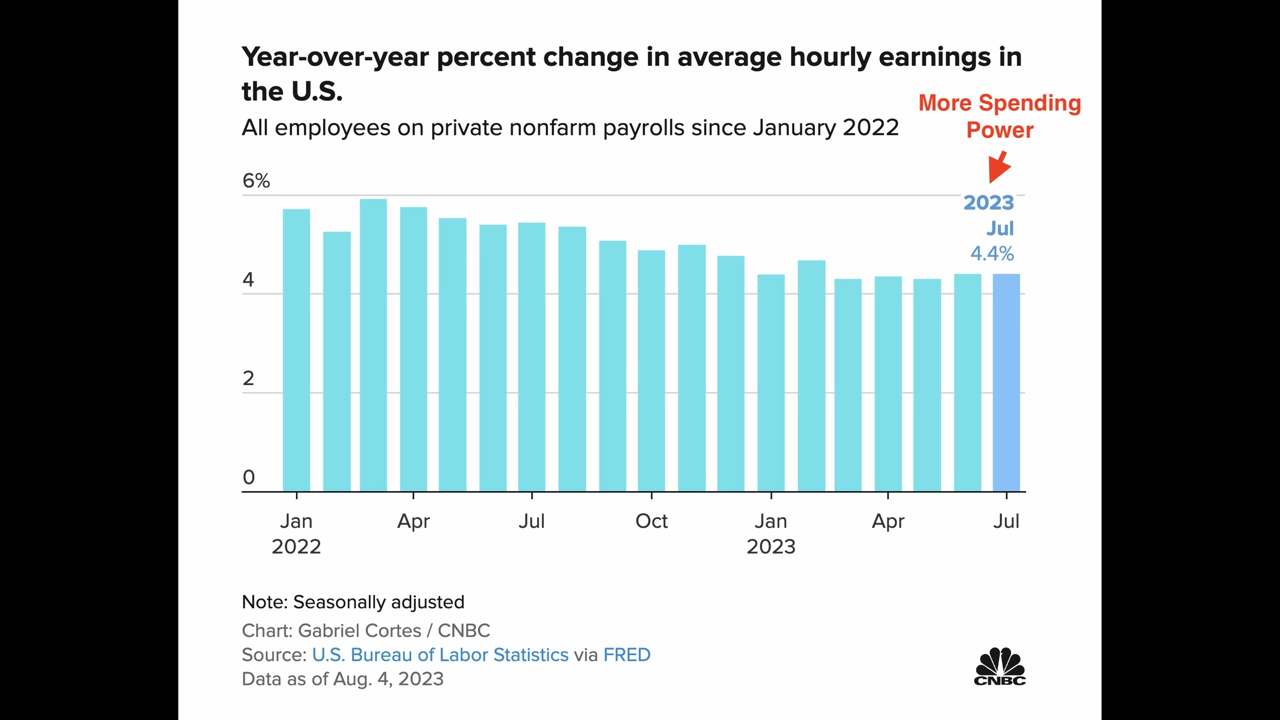 Year-over-year percent change in average hourly earnings in
the U.S.
All employees on private nonfarm payrolls since January 2022
More Spending
Power
6%
2023
Jul
4.4%
4
2
0
Jan
2022
Apr
Jul
Oct
Jan
2023
Apr
Jul
Note: Seasonally adjusted
Chart: Gabriel Cortes / CNBC
Source: U.S. Bureau of Labor Statistics via FRED
Data as of Aug. 4, 2023
CNBC